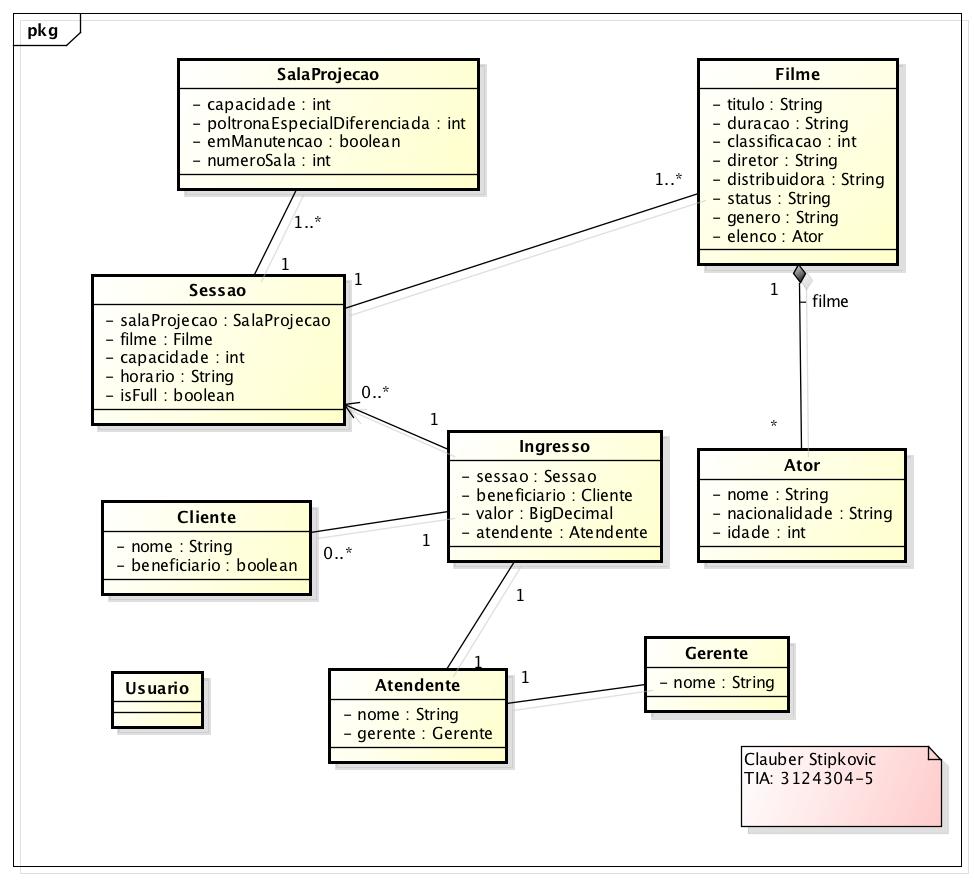 pkg
SalaProjecao
- capacidade : int
- poltronaEspecialDiferenciada : int
- emManutencao : boolean
- numeroSala : int
Filme
- titulo : String
- duracao : String
- classificacao : int
- diretor : String
- distribuidora : String
- status : String
- genero : String
- elenco : Ator
1..*
1..*
1
1
Sessao
- salaProjecao : SalaProjecao
- filme : Filme
- capacidade : int
- horario : String
- isFull : boolean
1
- filme
0..*
1
*
Ingresso
- sessao : Sessao
- beneficiario : Cliente
- valor : BigDecimal
- atendente : Atendente
Ator
- nome : String
- nacionalidade : String
- idade : int
Cliente
- nome : String
- beneficiario : boolean
0..*
1
1
1
1
Usuario
Atendente
- nome : String
- gerente : Gerente
Gerente
- nome : String
Clauber Stipkovic
TIA: 3124304-5